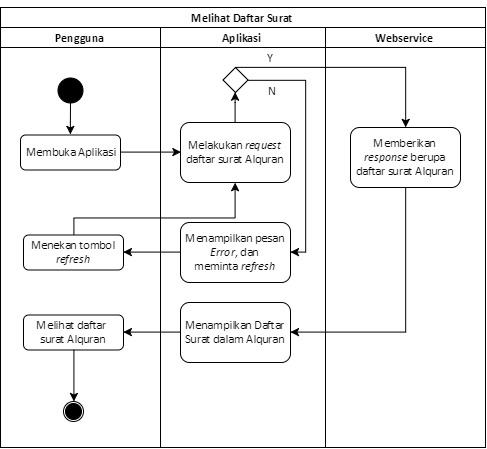 Melihat Daftar Surat
Pengguna
Aplikasi
Webservice
Y
N
Membuka Aplikasi
Melakukan request
daftar surat Alquran
Memberikan
response berupa
daftar surat Alquran
Menekan tombol
refresh
Menampilkan pesan
Error, dan
meminta refresh
Melihat daftar
surat Alquran
Menampilkan Daftar
Surat dalam Alquran